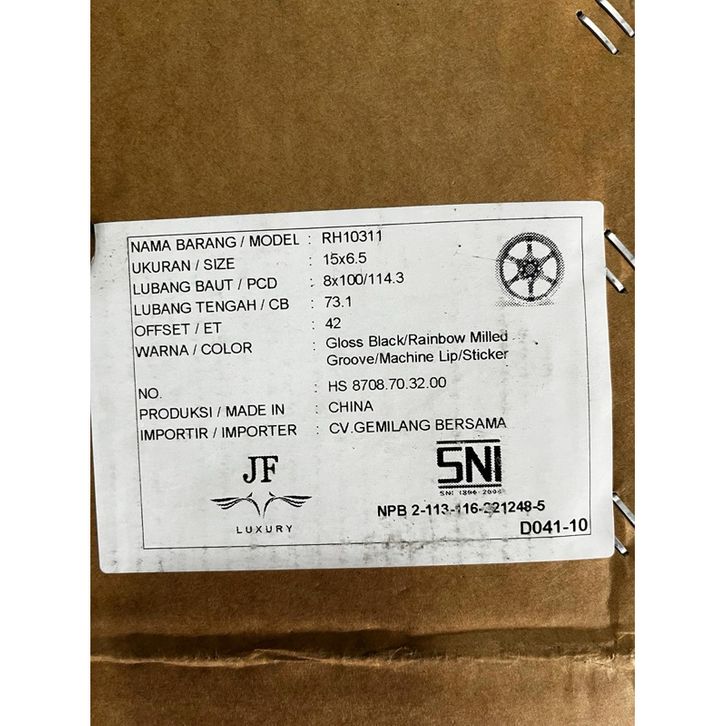 NAMA BARANG / MODEL : RH10311
UKURAN / SIZE : 15x6.5
LUBANG BAUT / PCD : 8x100/114.3
LUBANG TENGAH / CB : 73.1
OFFSET / ET : 42
WARNA / COLOR : Gloss Black/Rainbow Milled
Groove/Machine Lip/Sticker
NO. : HS 8708.70.32.00
PRODUKSI / MADE IN : CHINA
IMPORTIR / IMPORTER : CV.GEMILANG BERSAMA
JF
LUXURY
SNI
SNI 1896-2008
NPB 2-113-116-221248-5
D041-10